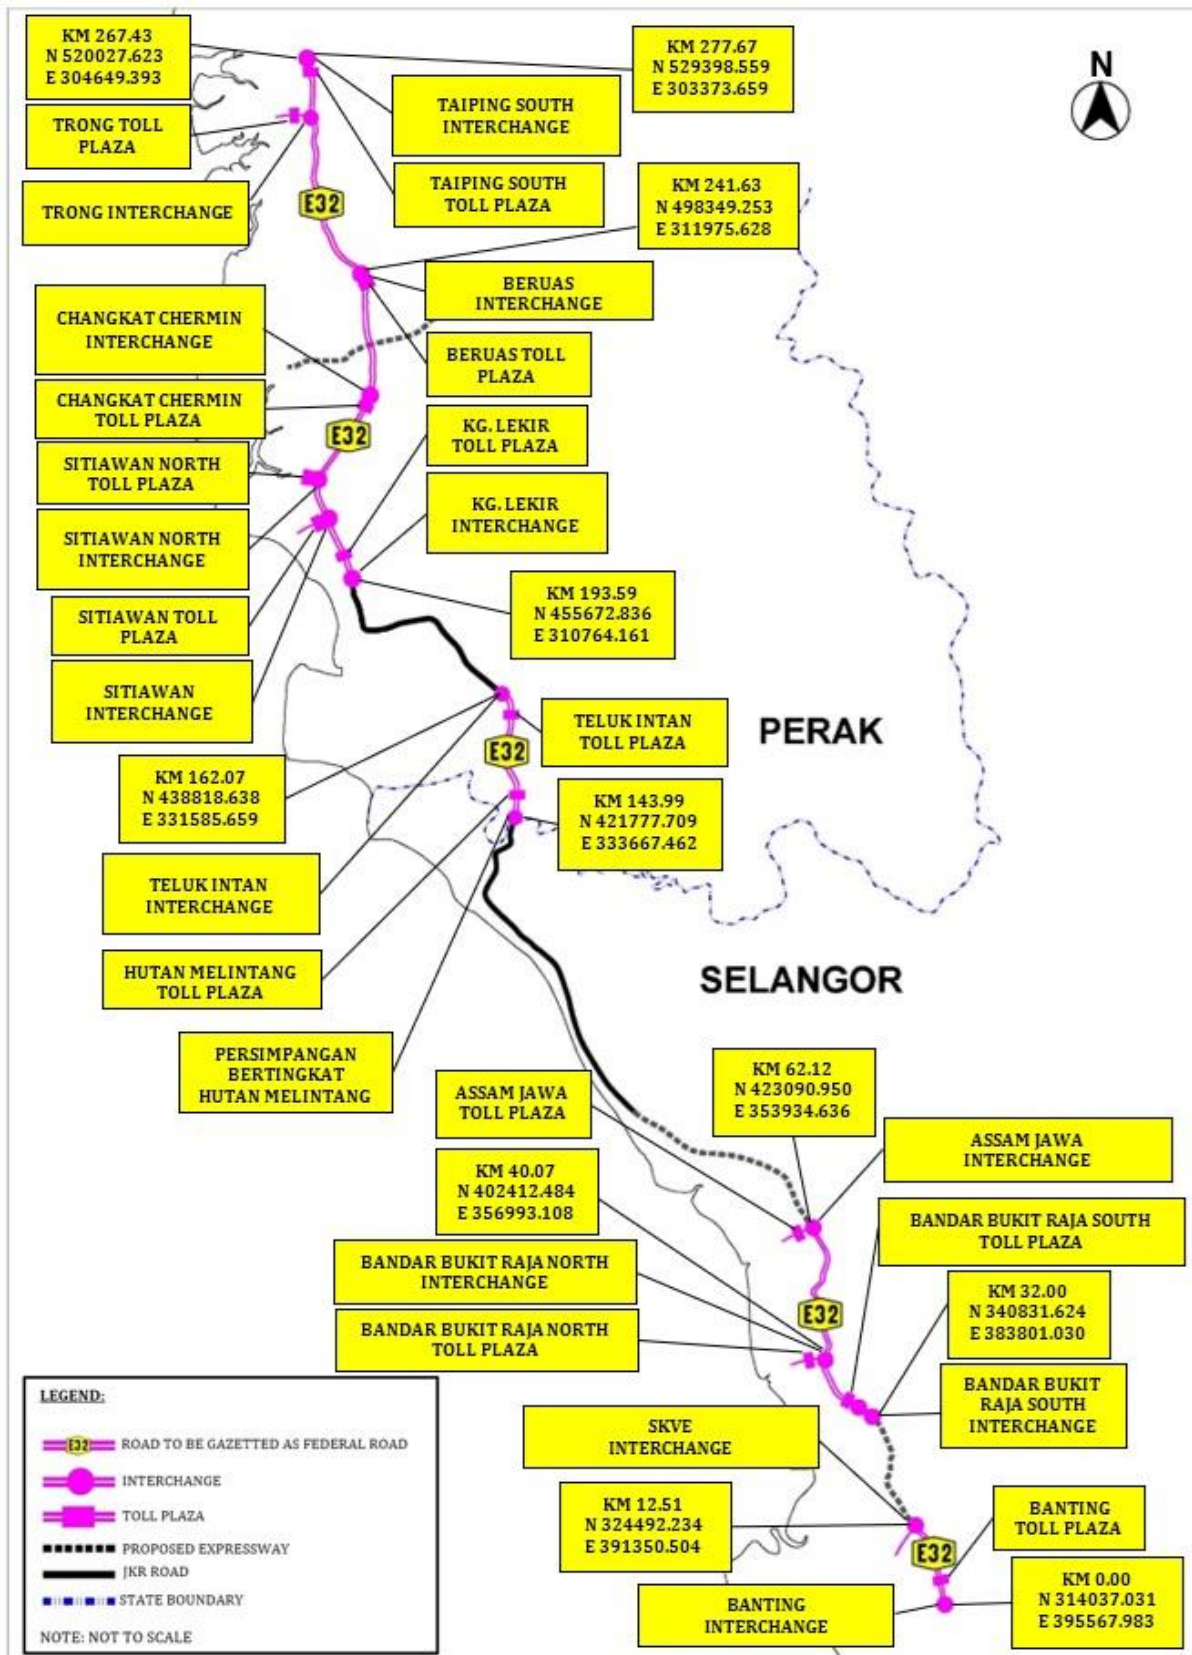 KM 267.43
N 520027.623
E 304649.393
KM 277.67
N 529398.559
E 303373.659
N
TAIPING SOUTH
INTERCHANGE
TRONG TOLL
PLAZA
TAIPING SOUTH
TOLL PLAZA
TRONG INTERCHANGE
E32
KM 241.63
N 498349.253
E 311975.628
BERUAS
INTERCHANGE
CHANGKAT CHERMIN
INTERCHANGE
BERUAS TOLL
PLAZA
CHANGKAT CHERMIN
TOLL PLAZA
E32
KG. LEKIR
TOLL PLAZA
SITIAWAN NORTH
TOLL PLAZA
KG. LEKIR
INTERCHANGE
SITIAWAN NORTH
INTERCHANGE
KM 193.59
N 455672.836
E 310764.161
SITIAWAN TOLL
PLAZA
SITIAWAN
INTERCHANGE
TELUK INTAN
TOLL PLAZA
PERAK
E32
KM 162.07
N 438818.638
E 331585.659
KM 143.99
N 421777.709
E 333667.462
TELUK INTAN
INTERCHANGE
HUTAN MELINTANG
TOLL PLAZA
SELANGOR
PERSIMPANGAN
BERTINGKAT
HUTAN MELINTANG
ASSAM JAWA
TOLL PLAZA
KM 62.12
N 423090.950
E 353934.636
ASSAM JAWA
INTERCHANGE
KM 40.07
N 402412.484
E 356993.108
BANDAR BUKIT RAJA SOUTH
TOLL PLAZA
BANDAR BUKIT RAJA NORTH
INTERCHANGE
KM 32.00
N 340831.624
E 383801.030
E32
BANDAR BUKIT RAJA NORTH
TOLL PLAZA
BANDAR BUKIT
RAJA SOUTH
INTERCHANGE
SKVE
INTERCHANGE
KM 12.51
N 324492.234
E 391350.504
BANTING
TOLL PLAZA
E32
KM 0.00
N 314037.031
E 395567.983
BANTING
INTERCHANGE
LEGEND:
E32 ROAD TO BE GAZETTED AS FEDERAL ROAD
INTERCHANGE
TOLL PLAZA
PROPOSED EXPRESSWAY
JKR ROAD
STATE BOUNDARY
NOTE: NOT TO SCALE